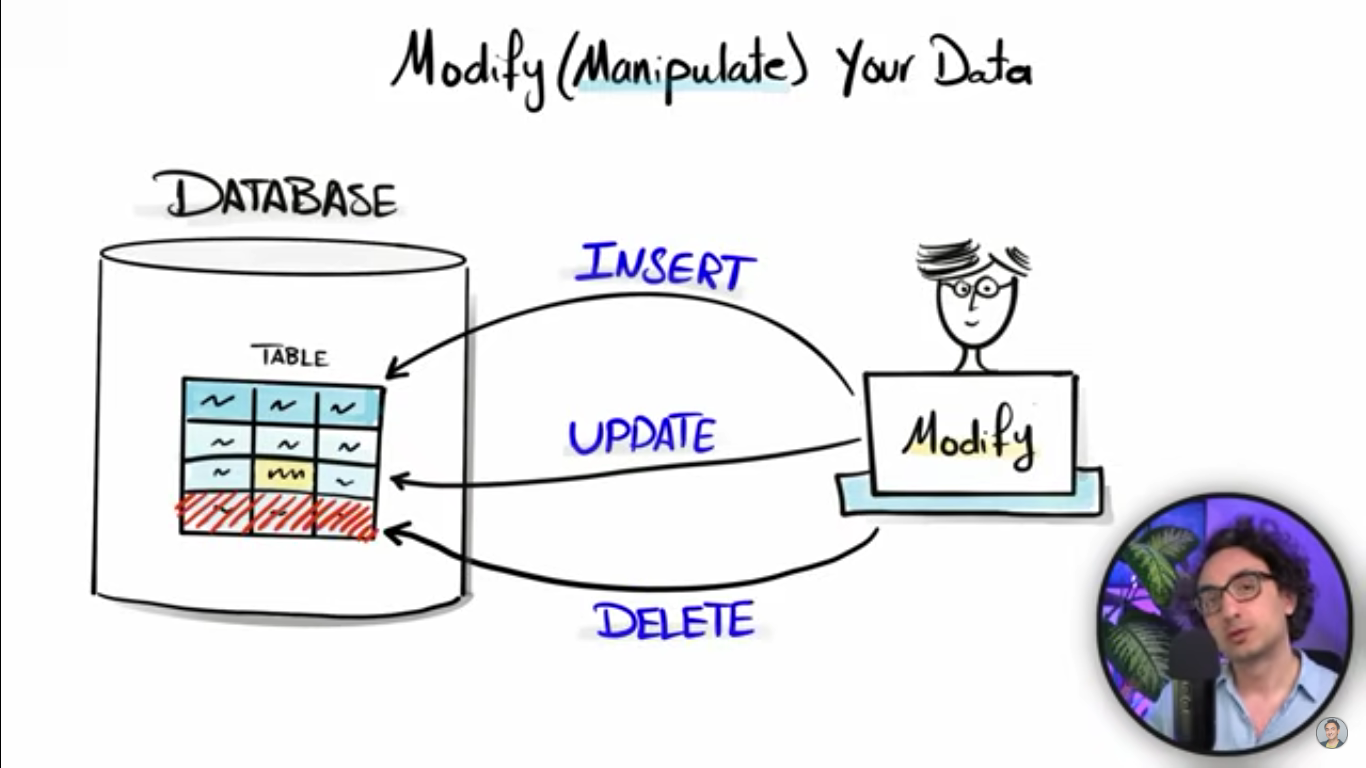 Modify (Manipulate) Your Data
DATABASE
INSERT
TABLE
UPDATE
Modify
DELETE